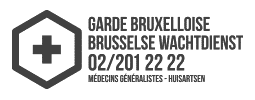 GARDE BRUXELLOISE
BRUSSELSE WACHTDIENST
02/201 22 22
MÉDECINS GÉNÉRALISTES - HUISARTSEN